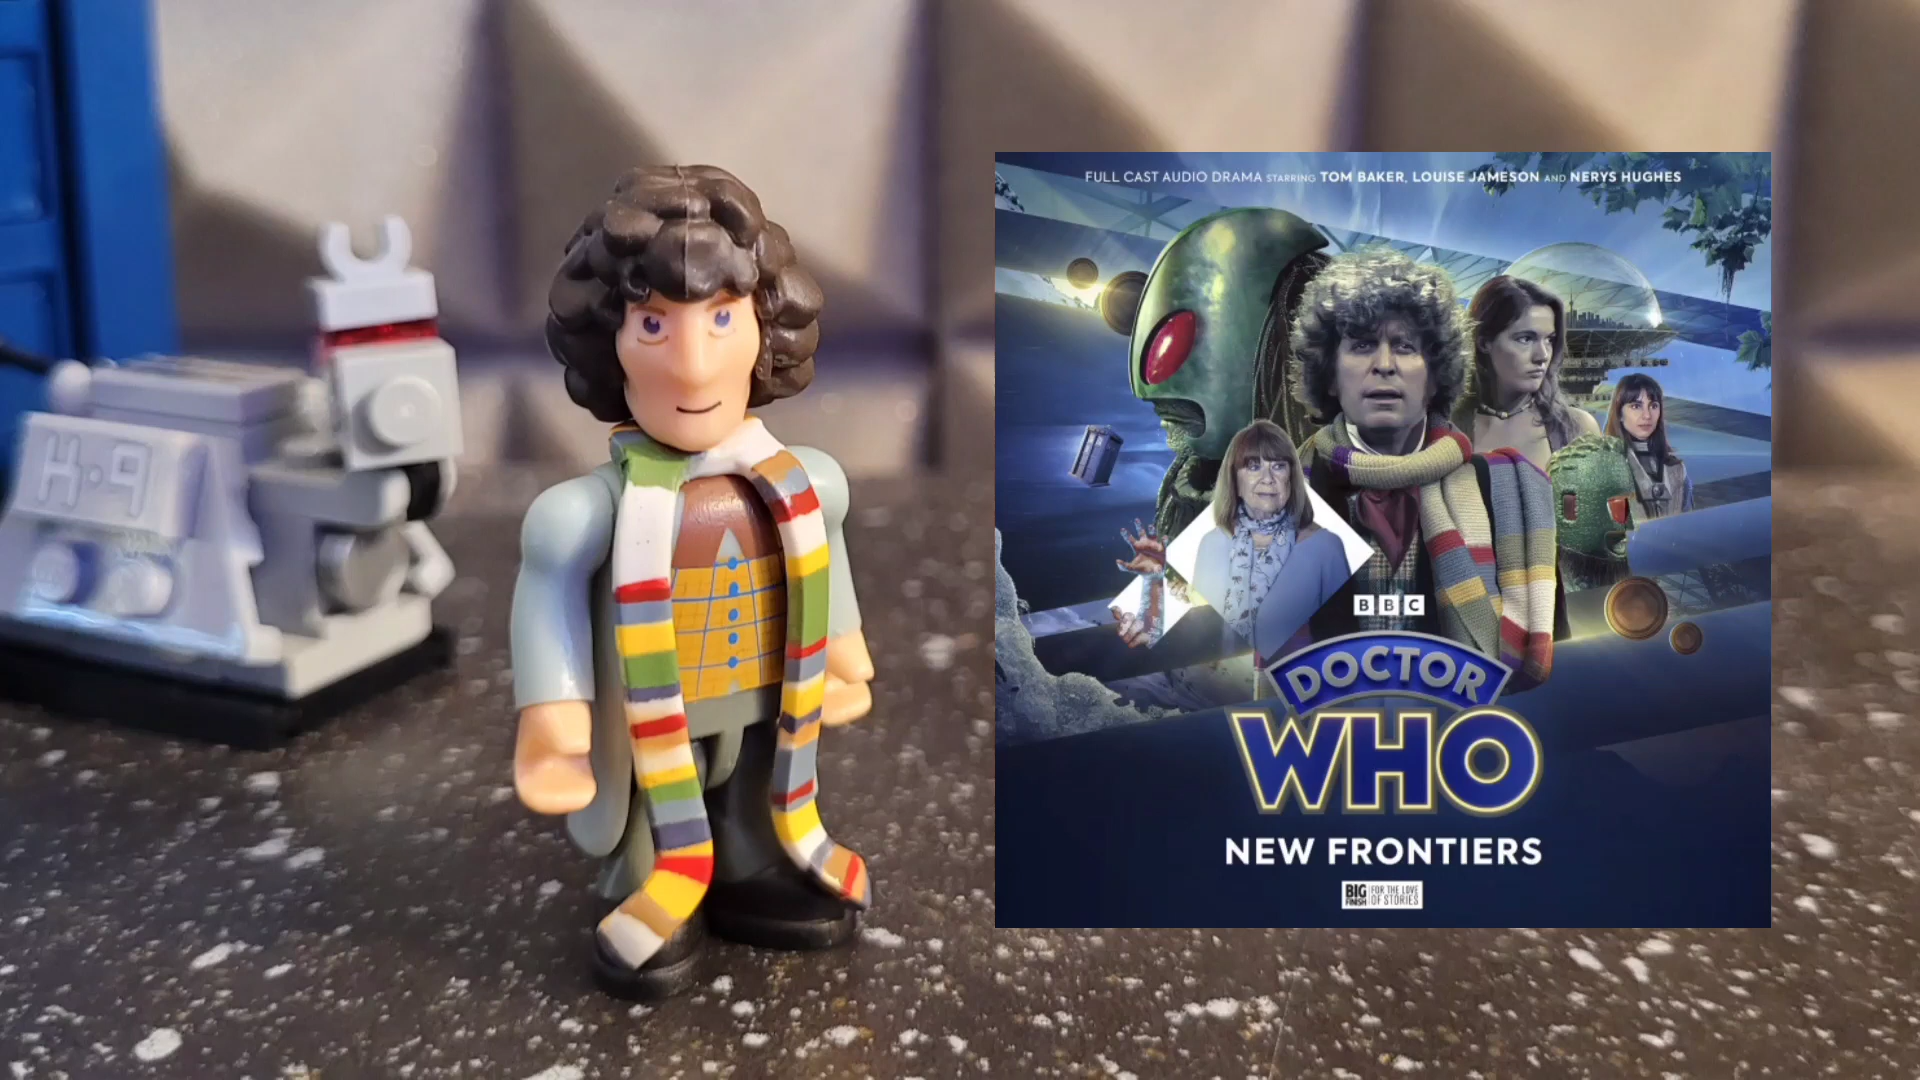 K·9
FULL CAST AUDIO DRAMA STARRING TOM BAKER, LOUISE JAMESON AND NERYS HUGHES
BBC
DOCTOR
WHO
NEW FRONTIERS
BIG FINISH
FOR THE LOVE
OF STORIES